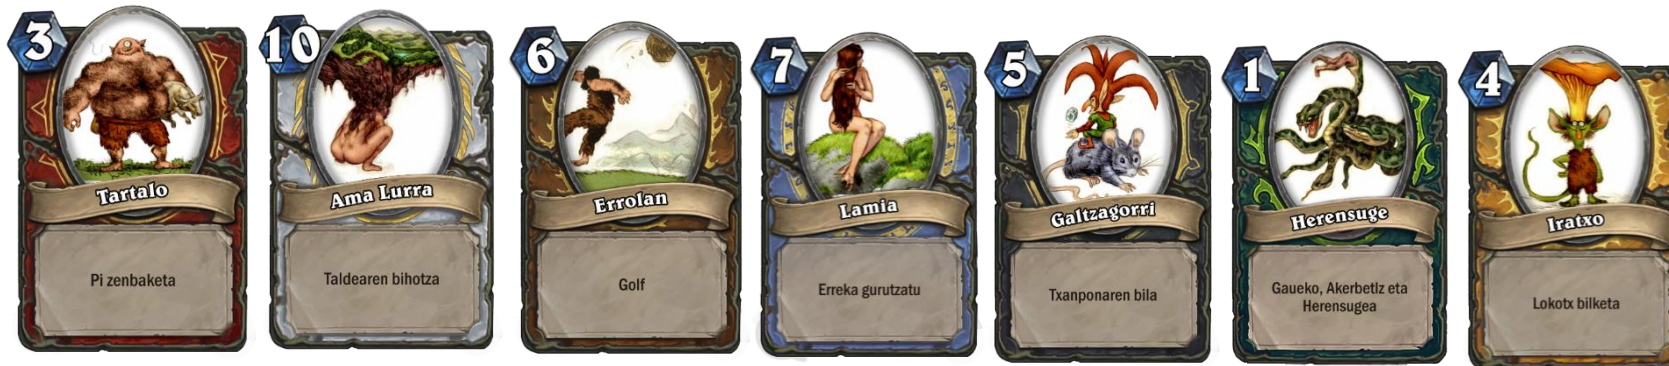 3
Tartalo
Pi zenbaketa
10
Ama Lurra
Taldearen bihotza
6
Errolan
Golf
7
Lamia
Erreka gurutzatu
5
Galtzagorri
Txanponaren bila
1
Herensuge
Gaueko, Akerbetlz eta
Herensugea
4
Iratxo
Lokotx bilketa